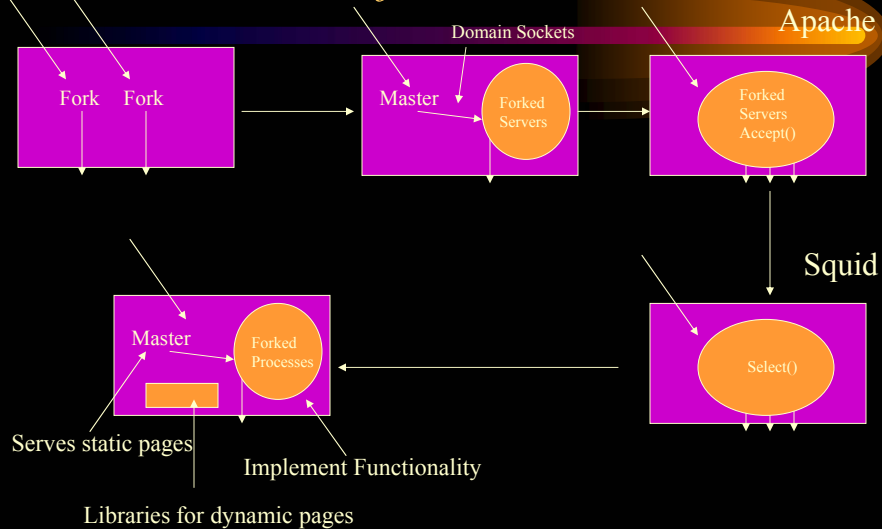 Apache
Domain Sockets
Fork Fork
Master
Forked
Servers
Forked
Servers
Accept()
Squid
Master
Forked
Processes
Select()
Serves static pages
Implement Functionality
Libraries for dynamic pages